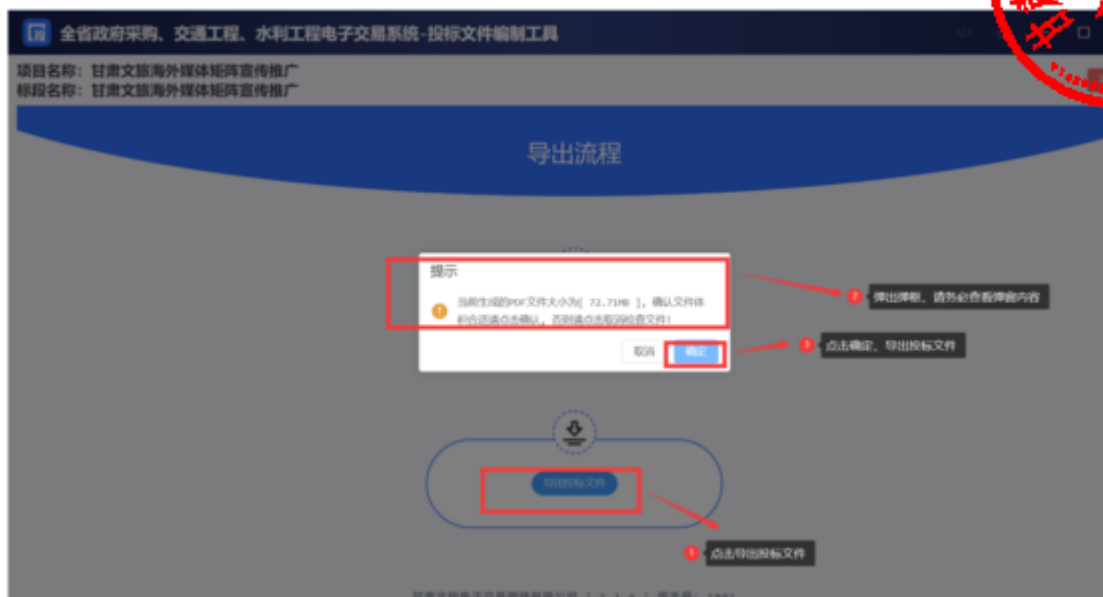 投 全省政府采购、交通工程、水利工程电子交易系统-投标文件编制工具
项目名称：甘肃文旅海外媒体矩阵宣传推广
标段名称：甘肃文旅海外媒体矩阵宣传推广
导出流程
提示
当前生成的PDF文件大小为[ 72.71MB ]，确认文件体
积合适请点击确认，否则请点击取消检查文件！
取消 确定
2 弹出弹框，请务必查看弹窗内容
3 点击确定，导出投标文件
导出投标文件
1 点击导出投标文件